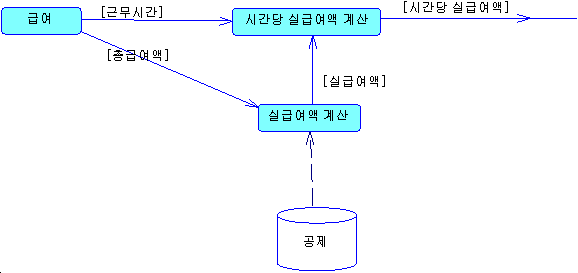 급여
[근무시간]
시간당 실급여액 계산
[시간당 실급여액]
[총급여액]
[실급여액]
실급여액 계산
공제